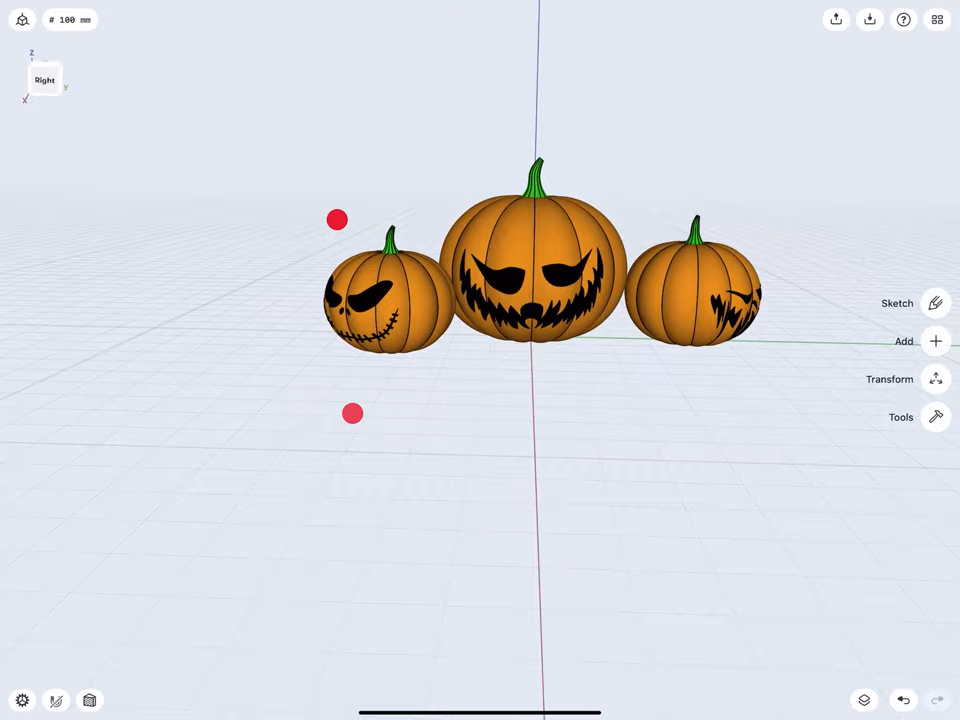 # 100 mm
Z
Right
y
X
Sketch
Add
Transform
Tools